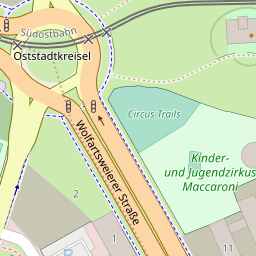 Südostbahn
Oststadtkreisel
Circus Trails
Wolfartsweierer Straße
Kinder-
und Jugendzirkus
Maccaroni
2
1
11
P